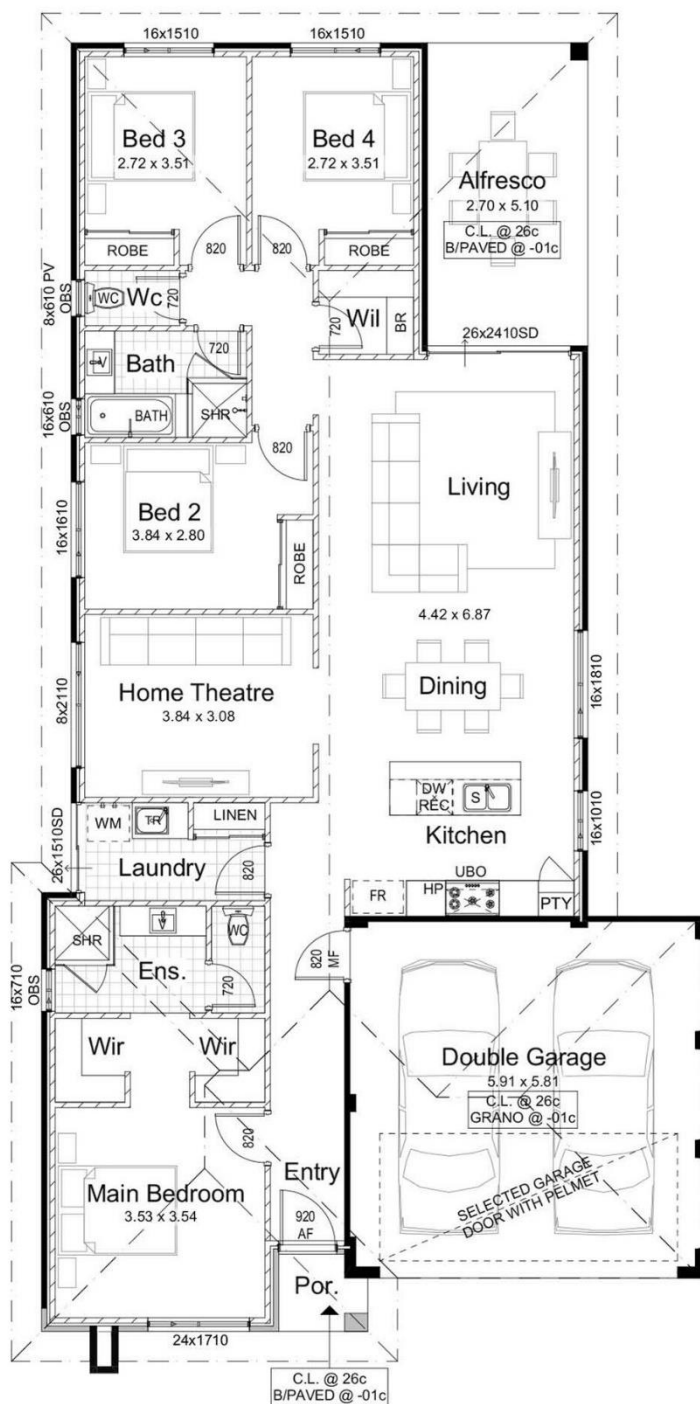 16x1510
16x1510
Bed 3
2.72 x 3.51
Bed 4
2.72 x 3.51
Alfresco
2.70 x 5.10
C.L. @ 26c
B/PAVED @ -01c
ROBE
820
820
ROBE
8x610 PV
OBS
WC
Wc
720
Wil
720
BR
26x2410SD
V
Bath
720
16x610
OBS
BATH
SHR
820
Living
16x1610
Bed 2
3.84 x 2.80
ROBE
4.42 x 6.87
8x2110
Home Theatre
3.84 x 3.08
Dining
16x1810
WM
TR
LINEN
DW
REC
S
Kitchen
16x1010
26x1510SD
Laundry
820
FR
HP
UBO
PTY
SHR
WC
Ens.
720
16x710
OBS
820
MF
Wir
Wir
Double Garage
5.91 x 5.81
C.L. @ 26c
GRANO @ -01c
820
Entry
Main Bedroom
3.53 x 3.54
920
AF
SELECTED GARAGE
DOOR WITH PELMET
Por.
24x1710
C.L. @ 26c
B/PAVED @ -01c